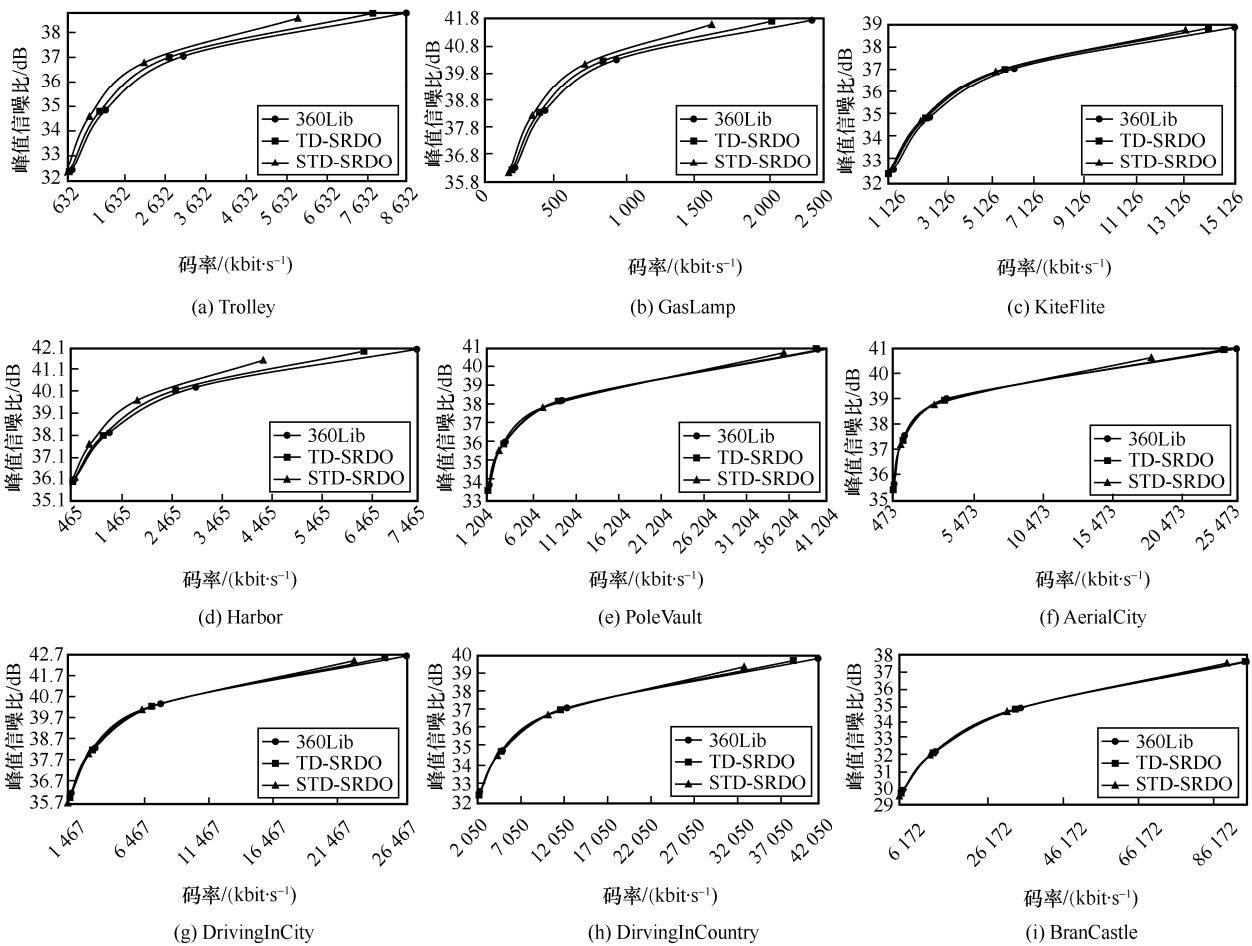 峰值信噪比/dB
38
37
36
35
34
33
32
632
1 632
2 632
3 632
4 632
5 632
6 632
7 632
8 632
360Lib
TD-SRDO
STD-SRDO
码率/(kbit·s⁻¹)
(a) Trolley
峰值信噪比/dB
41.8
40.8
39.8
38.8
37.8
36.8
35.8
0
500
1 000
1 500
2 000
2 500
360Lib
TD-SRDO
STD-SRDO
码率/(kbit·s⁻¹)
(b) GasLamp
峰值信噪比/dB
39
38
37
36
35
34
33
32
1 126
3 126
5 126
7 126
9 126
11 126
13 126
15 126
360Lib
TD-SRDO
STD-SRDO
码率/(kbit·s⁻¹)
(c) KiteFlite
峰值信噪比/dB
42.1
41.1
40.1
39.1
38.1
37.1
36.1
35.1
465
1 465
2 465
3 465
4 465
5 465
6 465
7 465
360Lib
TD-SRDO
STD-SRDO
码率/(kbit·s⁻¹)
(d) Harbor
峰值信噪比/dB
41
40
39
38
37
36
35
34
33
1 204
6 204
11 204
16 204
21 204
26 204
31 204
36 204
41 204
360Lib
TD-SRDO
STD-SRDO
码率/(kbit·s⁻¹)
(e) PoleVault
峰值信噪比/dB
41
40
39
38
37
36
35
473
5 473
10 473
15 473
20 473
25 473
360Lib
TD-SRDO
STD-SRDO
码率/(kbit·s⁻¹)
(f) AerialCity
峰值信噪比/dB
42.7
41.7
40.7
39.7
38.7
37.7
36.7
35.7
1 467
6 467
11 467
16 467
21 467
26 467
360Lib
TD-SRDO
STD-SRDO
码率/(kbit·s⁻¹)
(g) DrivingInCity
峰值信噪比/dB
40
39
38
37
36
35
34
33
32
2 050
7 050
12 050
17 050
22 050
27 050
32 050
37 050
42 050
360Lib
TD-SRDO
STD-SRDO
码率/(kbit·s⁻¹)
(h) DirvingInCountry
峰值信噪比/dB
38
37
36
35
34
33
32
31
30
29
6 172
26 172
46 172
66 172
86 172
360Lib
TD-SRDO
STD-SRDO
码率/(kbit·s⁻¹)
(i) BranCastle